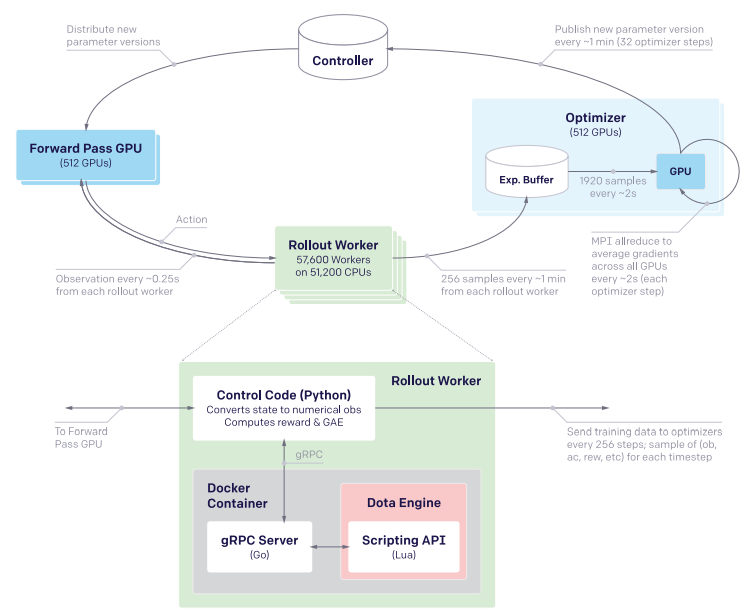 Distribute new
parameter versions
Controller
Publish new parameter version
every ~1 min (32 optimizer steps)
Forward Pass GPU
(512 GPUs)
Optimizer
(512 GPUs)
Exp. Buffer
1920 samples
every ~2s
GPU
Action
Observation every ~0.25s
from each rollout worker
Rollout Worker
57,600 Workers
on 51,200 CPUs
256 samples every ~1 min
from each rollout worker
MPI allreduce to
average gradients
across all GPUs
every ~2s (each
optimizer step)
Rollout Worker
Control Code (Python)
Converts state to numerical obs
Computes reward & GAE
To Forward
Pass GPU
Send training data to optimizers
every 256 steps; sample of (ob,
ac, rew, etc) for each timestep
gRPC
Docker
Container
Dota Engine
gRPC Server
(Go)
Scripting API
(Lua)